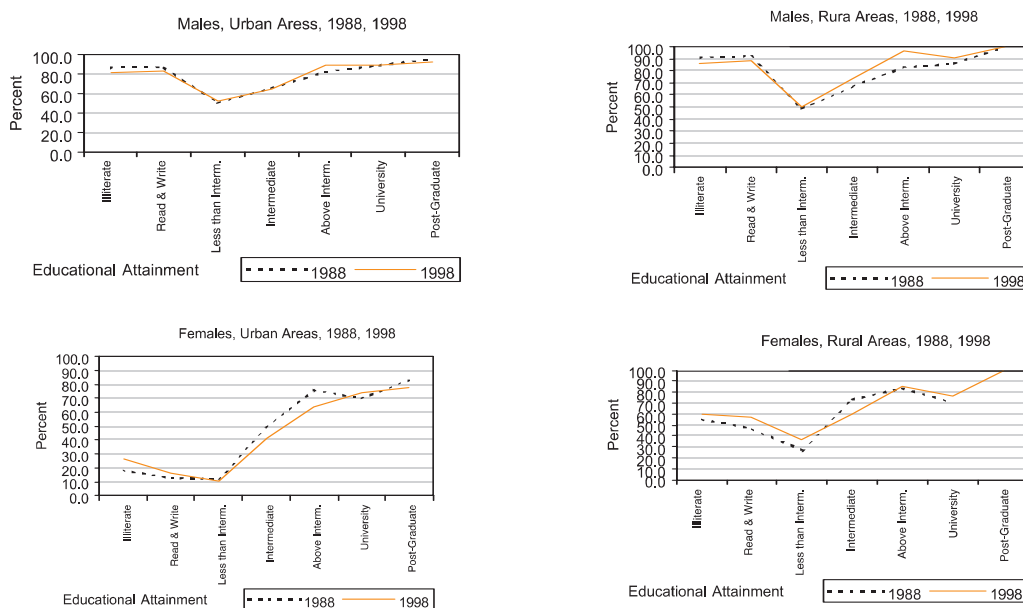 Males, Urban Aress, 1988, 1998
Percent
100.0
80.0
60.0
40.0
20.0
0.0
Illiterate
Read & Write
Less than Interm.
Intermediate
Above Interm.
University
Post-Graduate
Educational Attainment
1988
1998
Males, Rura Areas, 1988, 1998
Percent
100.0
90.0
80.0
70.0
60.0
50.0
40.0
30.0
20.0
10.0
0.0
Illiterate
Read & Write
Less than Interm.
Intermediate
Above Interm.
University
Post-Graduate
Educational Attainment
1988
1998
Females, Urban Areas, 1988, 1998
Percent
100.0
90.0
80.0
70.0
60.0
50.0
40.0
30.0
20.0
10.0
0.0
Illiterate
Read & Write
Less than Interm.
Intermediate
Above Interm.
University
Post-Graduate
Educational Attainment
1988
1998
Females, Rural Areas, 1988, 1998
Percent
100.0
90.0
80.0
70.0
60.0
50.0
40.0
30.0
20.0
10.0
0.0
Illiterate
Read & Write
Less than Interm.
Intermediate
Above Interm.
University
Post-Graduate
Educational Attainment
1988
1998